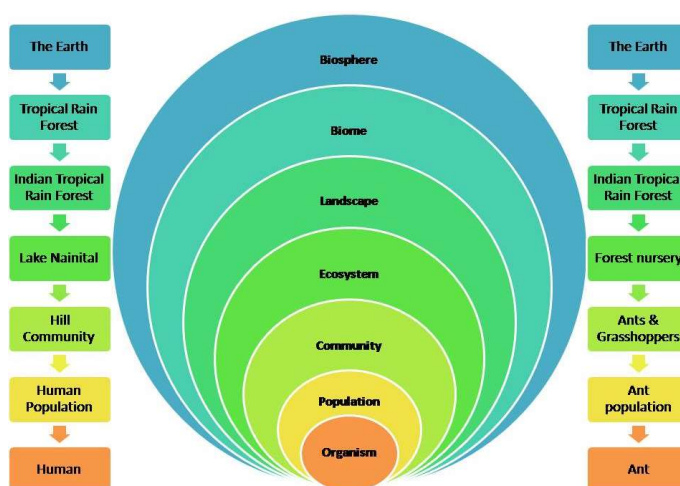 The Earth
Tropical Rain
Forest
Indian Tropical
Rain Forest
Lake Nainital
Hill
Community
Human
Population
Human
Biosphere
Biome
Landscape
Ecosystem
Community
Population
Organism
The Earth
Tropical Rain
Forest
Indian Tropical
Rain Forest
Forest nursery
Ants &
Grasshoppers
Ant
population
Ant